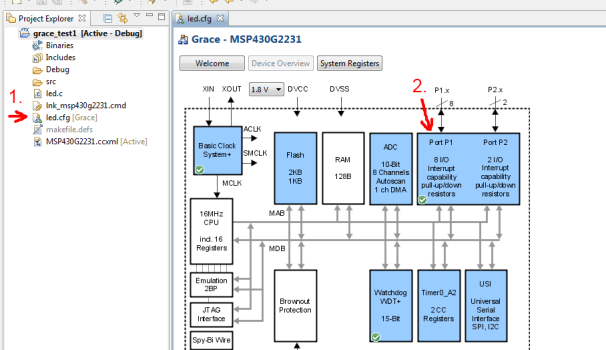 Project Explorer
grace_test1 [Active - Debug]
Binaries
Includes
Debug
src
led.c
lnk_msp430g2231.cmd
1.
led.cfg [Grace]
makefile.defs
MSP430G2231.ccxml [Active]
led.cfg
Grace - MSP430G2231
Welcome
Device Overview
System Registers
XIN
XOUT
1.8 V
DVCC
DVSS
2.
P1.x
P2.x
8
2
Basic Clock
System+
ACLK
SMCLK
MCLK
Flash
2KB
1KB
RAM
128B
ADC
10-Bit
8 Channels
Autoscan
1 ch DMA
Port P1
8 I/O
Interrupt
capability
pull-up/down
resistors
Port P2
2 I/O
Interrupt
capability
pull-up/down
resistors
16MHz
CPU
incl. 16
Registers
MAB
MDB
Emulation
2BP
JTAG
Interface
Spy-Bi Wire
Brownout
Protection
Watchdog
WDT+
15-Bit
Timer0_A2
2 CC
Registers
USI
Universal
Serial
Interface
SPI, I2C